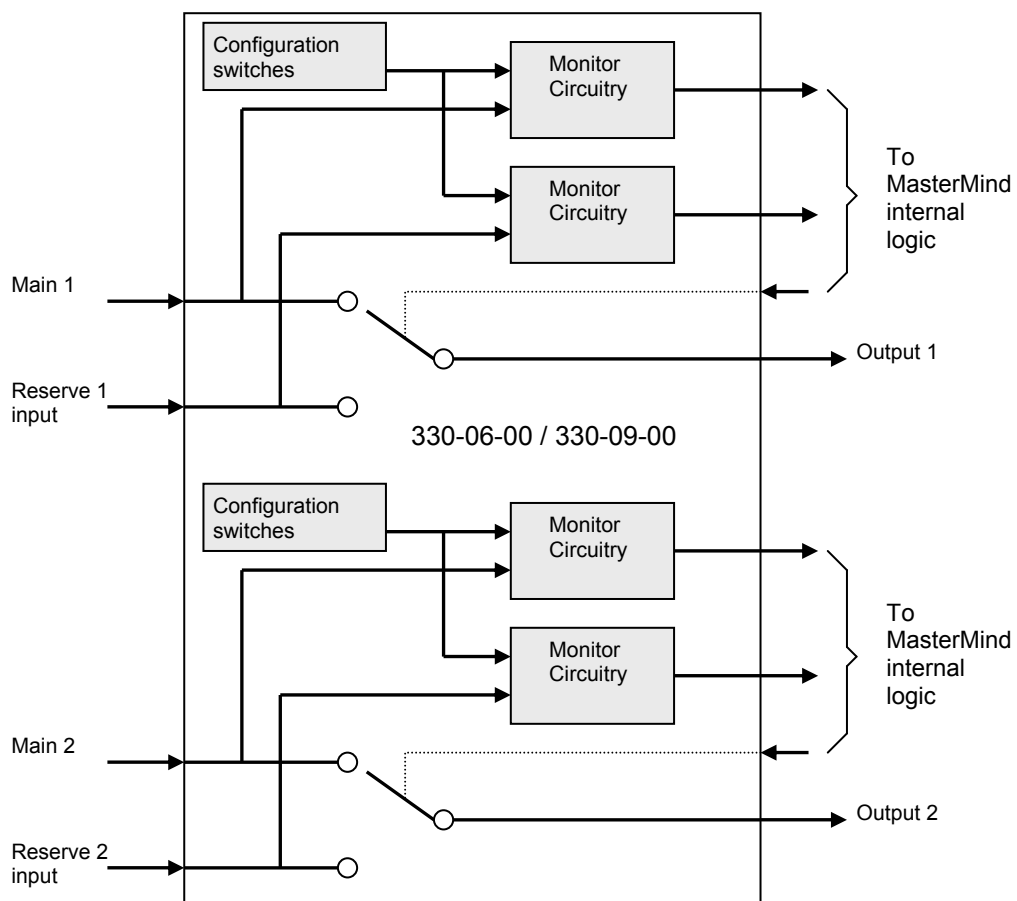 Configuration
switches
Monitor
Circuitry
Monitor
Circuitry
To
MasterMind
internal
logic
Main 1
Output 1
Reserve 1
input
330-06-00 / 330-09-00
Configuration
switches
Monitor
Circuitry
Monitor
Circuitry
To
MasterMind
internal
logic
Main 2
Output 2
Reserve 2
input